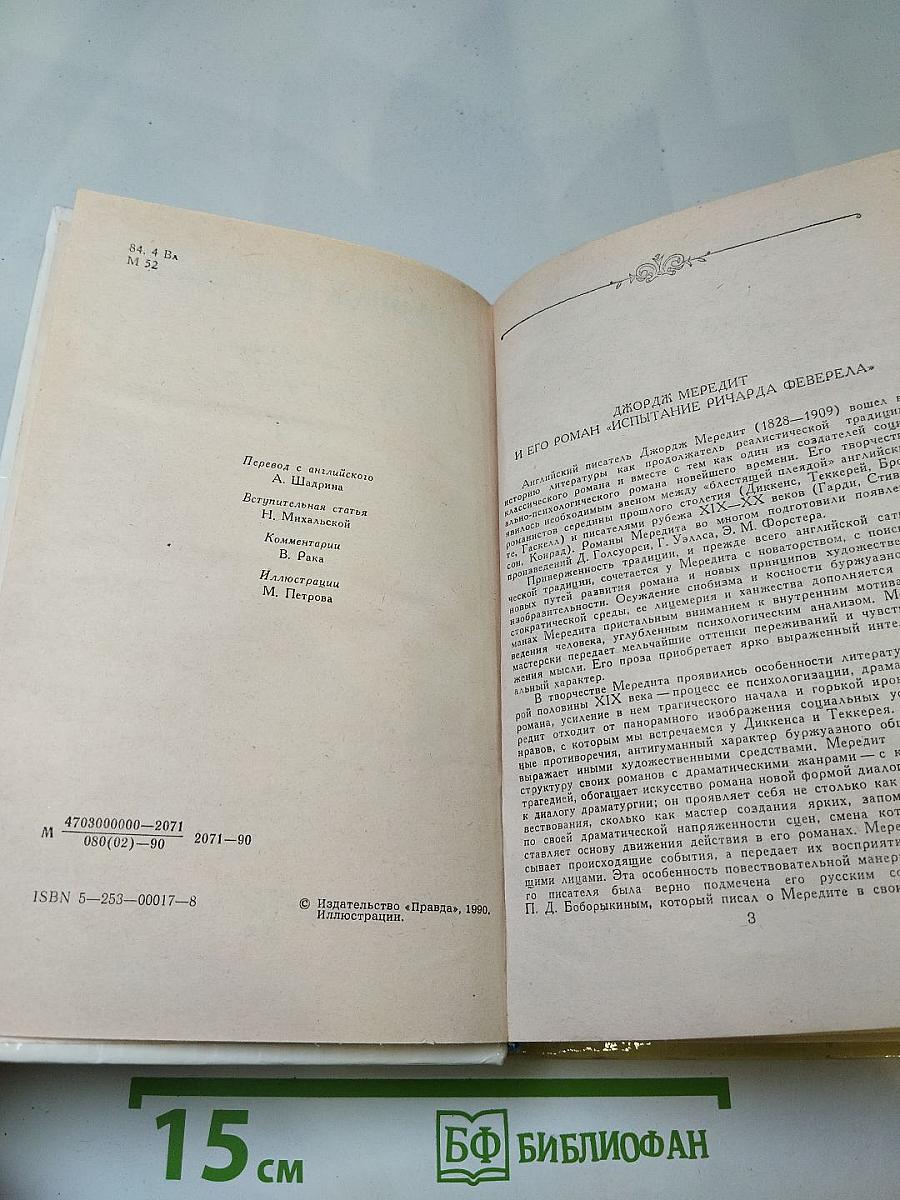 84. 4 Вл
М 52
Перевод с английского
А. Шадрина
Вступительная статья
Н. Михальской
Комментарии
В. Рака
Иллюстрации
М. Петрова
М 4703000000—2071
080(02)—90
2071—90
ISBN 5—253—00017—8
© Издательство «Правда», 1990.
Иллюстрации.
ДЖОРДЖ МЕРЕДИТ
И ЕГО РОМАН «ИСПЫТАНИЕ РИЧАРДА ФЕВЕРЕЛА»
Английский писатель Джордж Мередит (1828—1909) вошел в
историю литературы как продолжатель реалистической традиции
классического романа и вместе с тем как один из создателей соци-
ально-психологического романа новейшего времени. Его творчество
явилось необходимым звеном между «блестящей плеядой» английски
романистов середины прошлого столетия (Диккенс, Теккерей, Бро
те, Гаскелл) и писателями рубежа XIX—XX веков (Гарди, Стив
сон, Конрад). Романы Мередита во многом подготовили появлен
произведений Д. Голсуорси, Г. Уэллса, Э. М. Форстера.
Приверженность традиции, и прежде всего английской сат
ческой традиции, сочетается у Мередита с новаторством, с поиск
новых путей развития романа и новых принципов художестве
изобразительности. Осуждение снобизма и косности буржуазно
стократической среды, ее лицемерия и ханжества дополняется
манах Мередита пристальным вниманием к внутренним мотива
ведения человека, углубленным психологическим анализом. М
мастерски передает мельчайшие оттенки переживаний и чувств
жения мысли. Его проза приобретает ярко выраженный интел
альный характер.
В творчестве Мередита проявились особенности литерату
рой половины XIX века — процесс ее психологизации, драма
романа, усиление в нем трагического начала и горькой ирон
редит отходит от панорамного изображения социальных ус
нравов, с которым мы встречаемся у Диккенса и Теккерея.
ные противоречия, антигуманный характер буржуазного общ
выражает иными художественными средствами. Мередит
структуру своих романов с драматическими жанрами — с к
трагедией, обогащает искусство романа новой формой диалог
к диалогу драматургии; он проявляет себя не столько как
вествования, сколько как мастер создания ярких, запом
по своей драматической напряженности сцен, смена кот
ставляет основу движения действия в его романах. Мере
сывает происходящие события, а передает их восприяти
щими лицами. Эта особенность повествовательной манер
го писателя была верно подмечена его русским со
П. Д. Боборыкиным, который писал о Мередите в свои
3
15 см
БФ БИБЛИОФАН